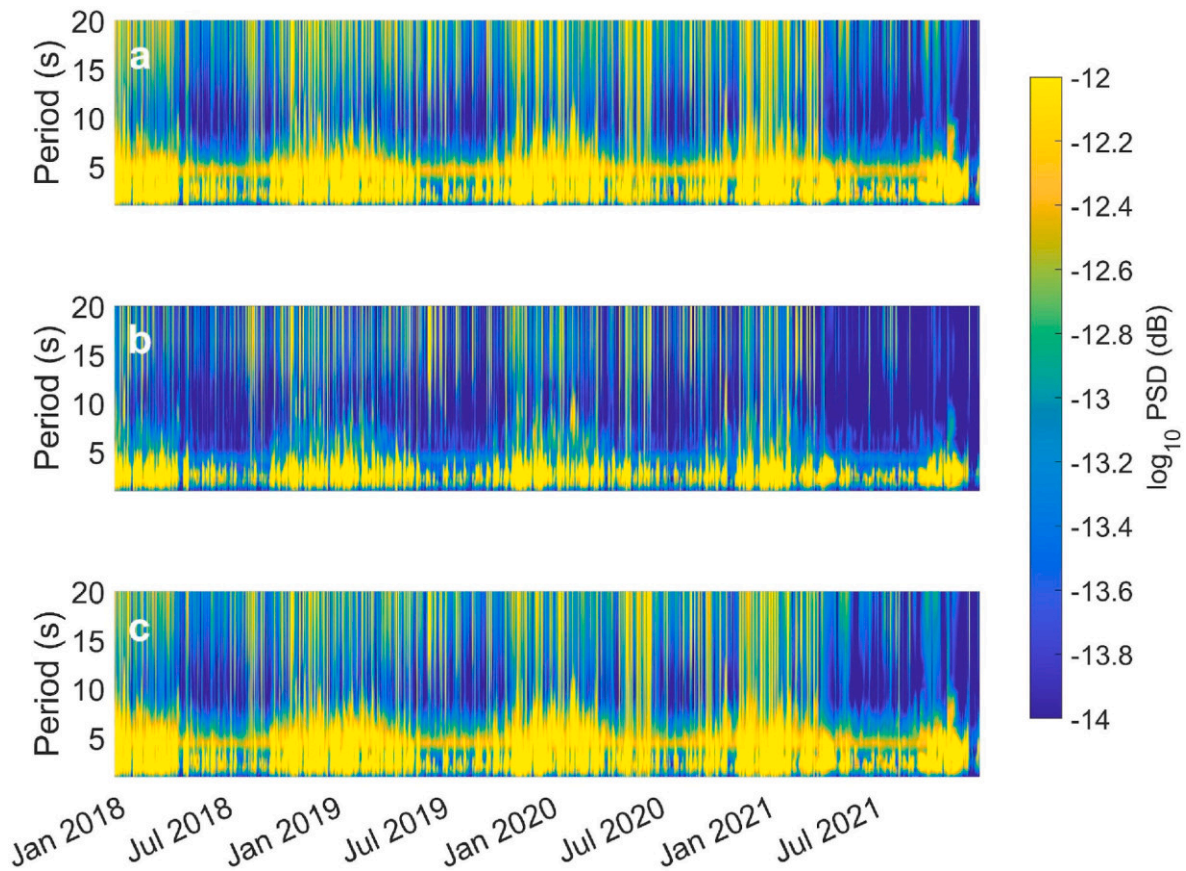 20
15
10
5
Period (s)
a
20
15
10
5
Period (s)
b
20
15
10
5
Period (s)
c
Jan 2018
Jul 2018
Jan 2019
Jul 2019
Jan 2020
Jul 2020
Jan 2021
Jul 2021
-12
-12.2
-12.4
-12.6
-12.8
-13
-13.2
-13.4
-13.6
-13.8
-14
log10 PSD (dB)